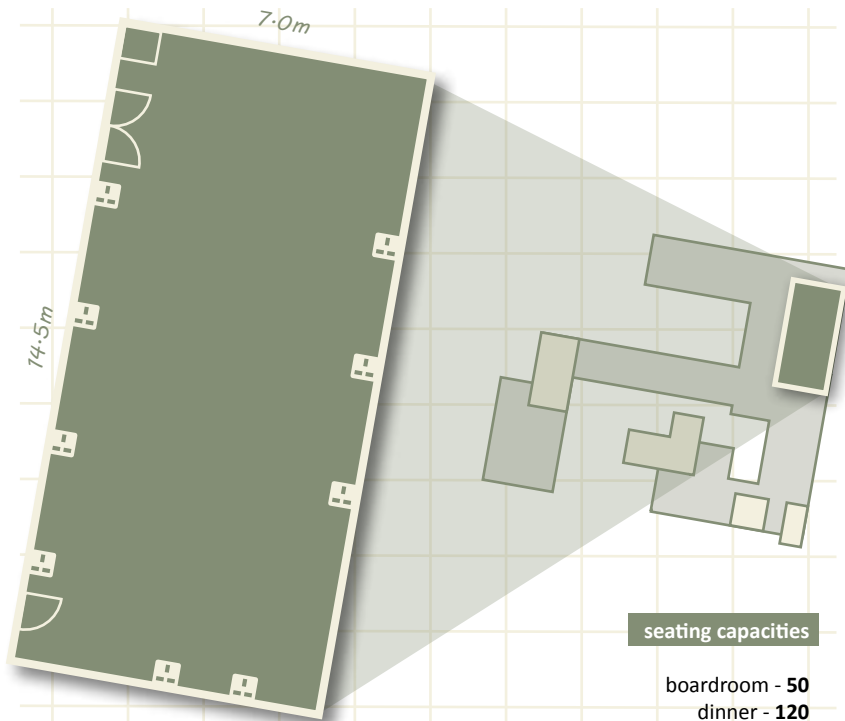 7·0m
14·5m
seating capacities
boardroom - 50
dinner - 120